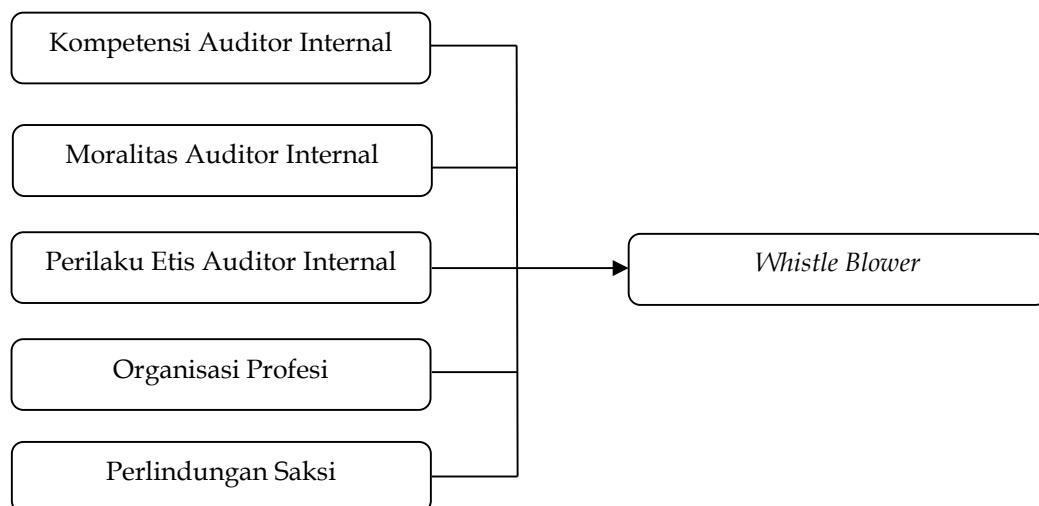 Kompetensi Auditor Internal
Moralitas Auditor Internal
Perilaku Etis Auditor Internal
Whistle Blower
Organisasi Profesi
Perlindungan Saksi